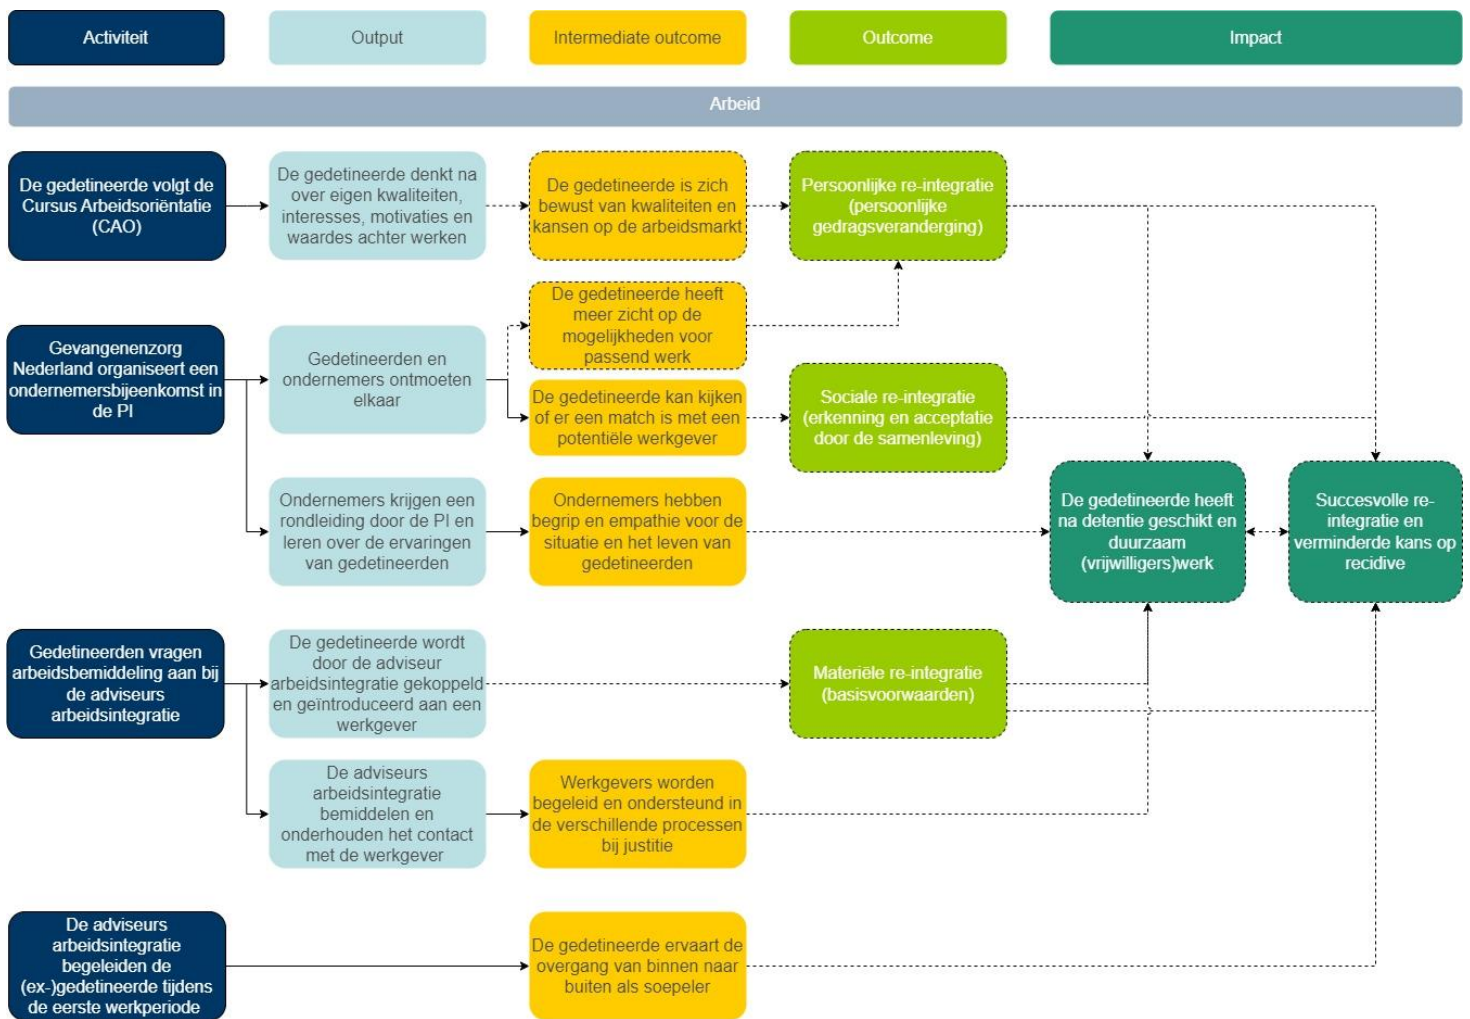 Activiteit
Output
Intermediate outcome
Outcome
Impact
Arbeid
De gedetineerde volgt de
Cursus Arbeidsoriëntatie
(CAO)
De gedetineerde denkt na
over eigen kwaliteiten,
interesses, motivaties en
waardes achter werken
De gedetineerde is zich
bewust van kwaliteiten en
kansen op de arbeidsmarkt
Persoonlijke re-integratie
(persoonlijke
gedragsveranderging)
De gedetineerde heeft
meer zicht op de
mogelijkheden voor
passend werk
Gevangenenzorg
Nederland organiseert een
ondernemersbijeenkomst in
de PI
Gedetineerden en
ondernemers ontmoeten
elkaar
De gedetineerde kan kijken
of er een match is met een
potentiële werkgever
Sociale re-integratie
(erkenning en acceptatie
door de samenleving)
Ondernemers krijgen een
rondleiding door de PI en
leren over de ervaringen
van gedetineerden
Ondernemers hebben
begrip en empathie voor de
situatie en het leven van
gedetineerden
De gedetineerde heeft
na detentie geschikt en
duurzaam
(vrijwilligers)werk
Succesvolle re-
integratie en
verminderde kans op
recidive
Gedetineerden vragen
arbeidsbemiddeling aan bij
de adviseurs
arbeidsintegratie
De gedetineerde wordt
door de adviseur
arbeidsintegratie gekoppeld
en geïntroduceerd aan een
werkgever
Materiële re-integratie
(basisvoorwaarden)
De adviseurs
arbeidsintegratie
bemiddelen en
onderhouden het contact
met de werkgever
Werkgevers worden
begeleid en ondersteund in
de verschillende processen
bij justitie
De adviseurs
arbeidsintegratie
begeleiden de
(ex-)gedetineerde tijdens
de eerste werkperiode
De gedetineerde ervaart de
overgang van binnen naar
buiten als soepeler